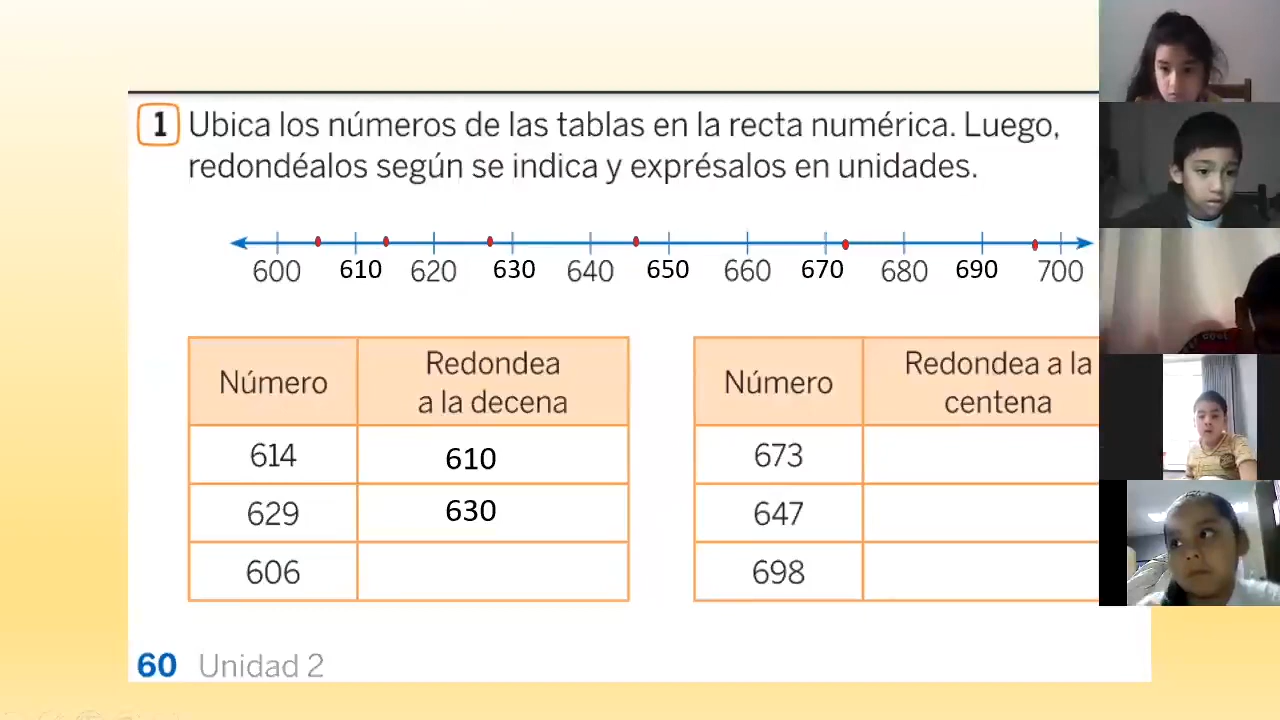 1 Ubica los números de las tablas en la recta numérica. Luego,
redondéalos según se indica y exprésalos en unidades.
600 610 620 630 640 650 660 670 680 690 700
Número Redondea
a la decena
614 610
629 630
606
Número Redondea a la
centena
673
647
698
60 Unidad 2